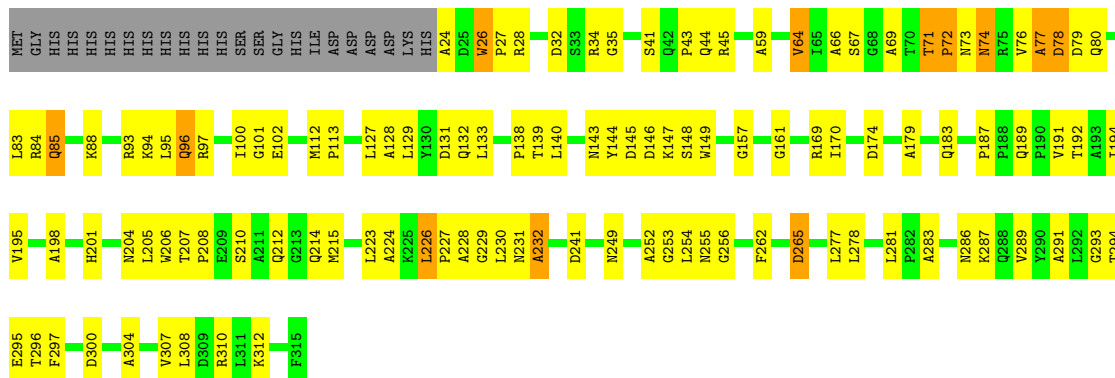 MET GLY HIS HIS HIS HIS HIS HIS HIS HIS HIS HIS SER SER GLY HIS ILE ASP ASP ASP ASP LYS HIS A24 D25 W26 P27 R28 D32 S33 R34 G35 S41 Q42 P43 Q44 R45 A59 V64 I65 A66 S67 G68 A69 T70 T71 P72 N73 N74 R75 V76 A77 D78 D79 Q80
L83 R84 Q85 K88 R93 K94 L95 Q96 R97 I100 G101 E102 M112 P113 L127 A128 L129 Y130 D131 Q132 L133 P138 T139 L140 N143 Y144 D145 D146 K147 S148 W149 G157 G161 R169 I170 D174 A179 Q183 P187 P188 Q189 P190 V191 T192 A193
V195 A198 H201 N204 L205 W206 T207 P208 E209 S210 A211 Q212 G213 Q214 M215 L223 A224 K225 L226 P227 A228 G229 L230 N231 A232 D241 N249 A252 G253 L254 N255 G256 F262 D265 L277 L278 L281 P282 A283 N286 K287 Q288 V289 Y290 A291 L292 G293
E295 T296 F297 D300 A304 V307 L308 D309 R310 L311 K312 F315